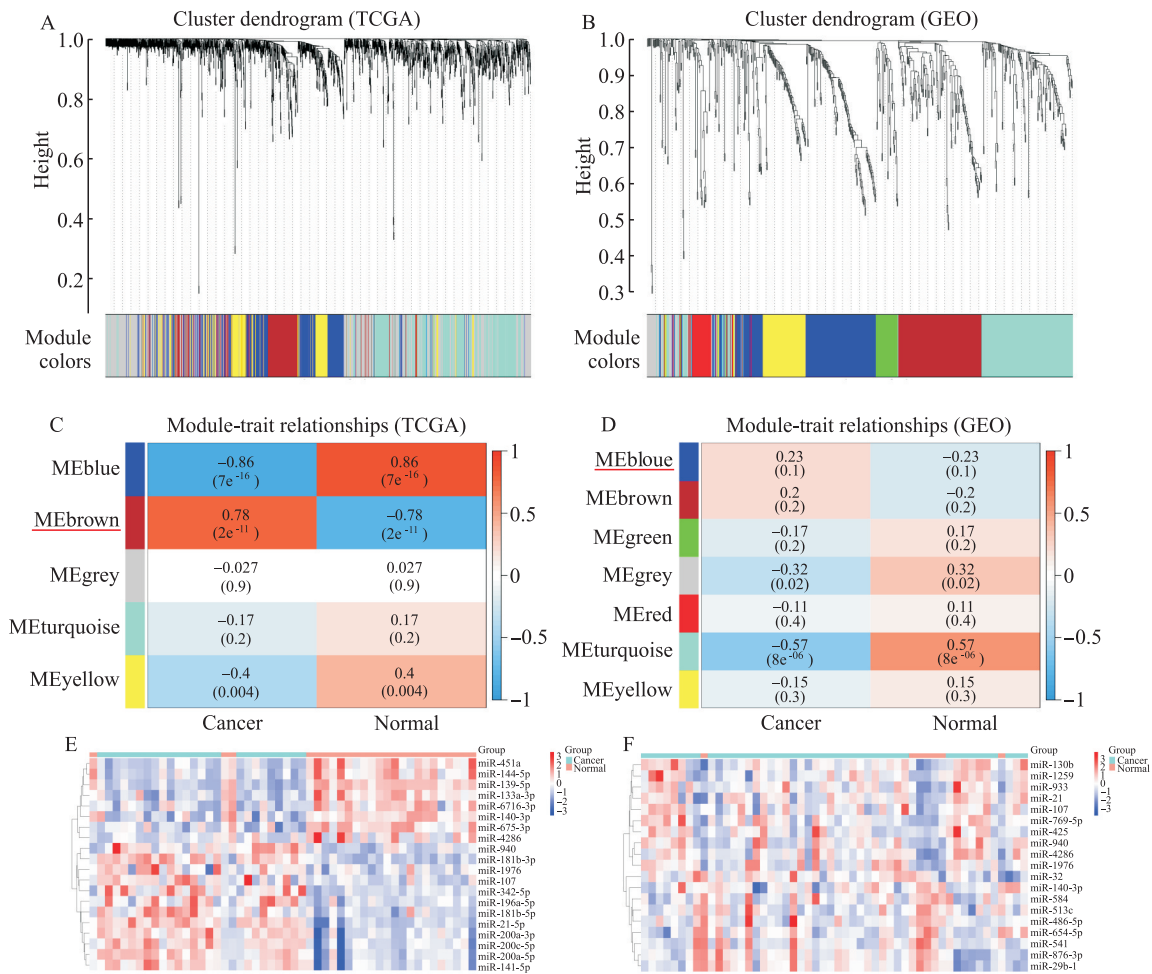 A
Cluster dendrogram (TCGA)
1.0
0.8
0.6
0.4
0.2
Height
Module
colors
B
Cluster dendrogram (GEO)
1.0
0.9
0.8
0.7
0.6
0.5
0.4
0.3
Height
Module
colors
C
Module-trait relationships (TCGA)
MEblue
−0.86
(7e-16)
0.86
(7e-16)
MEbrown
0.78
(2e-11)
−0.78
(2e-11)
MEgrey
−0.027
(0.9)
0.027
(0.9)
MEturquoise
−0.17
(0.2)
0.17
(0.2)
MEyellow
−0.4
(0.004)
0.4
(0.004)
Cancer
Normal
1
0.5
0
−0.5
−1
D
Module-trait relationships (GEO)
MEbloue
0.23
(0.1)
−0.23
(0.1)
MEbrown
0.2
(0.2)
−0.2
(0.2)
MEgreen
−0.17
(0.2)
0.17
(0.2)
MEgrey
−0.32
(0.02)
0.32
(0.02)
MEred
−0.11
(0.4)
0.11
(0.4)
MEturquoise
−0.57
(8e-06)
0.57
(8e-06)
MEyellow
−0.15
(0.3)
0.15
(0.3)
Cancer
Normal
1
0.5
0
−0.5
−1
E
Group
miR-451a
miR-144-5p
miR-139-5p
miR-133a-3p
miR-6716-3p
miR-140-3p
miR-675-3p
miR-4286
miR-940
miR-181b-3p
miR-1976
miR-107
miR-342-5p
miR-196a-5p
miR-181b-5p
miR-21-5p
miR-200a-3p
miR-200c-5p
miR-200a-5p
miR-141-5p
3
2
1
0
−1
−2
−3
Group
Cancer
Normal
F
Group
miR-130b
miR-1259
miR-933
miR-21
miR-107
miR-769-5p
miR-425
miR-940
miR-4286
miR-1976
miR-32
miR-140-3p
miR-584
miR-513c
miR-486-5p
miR-654-5p
miR-541
miR-876-3p
miR-29b-1
3
2
1
0
−1
−2
−3
Group
Cancer
Normal